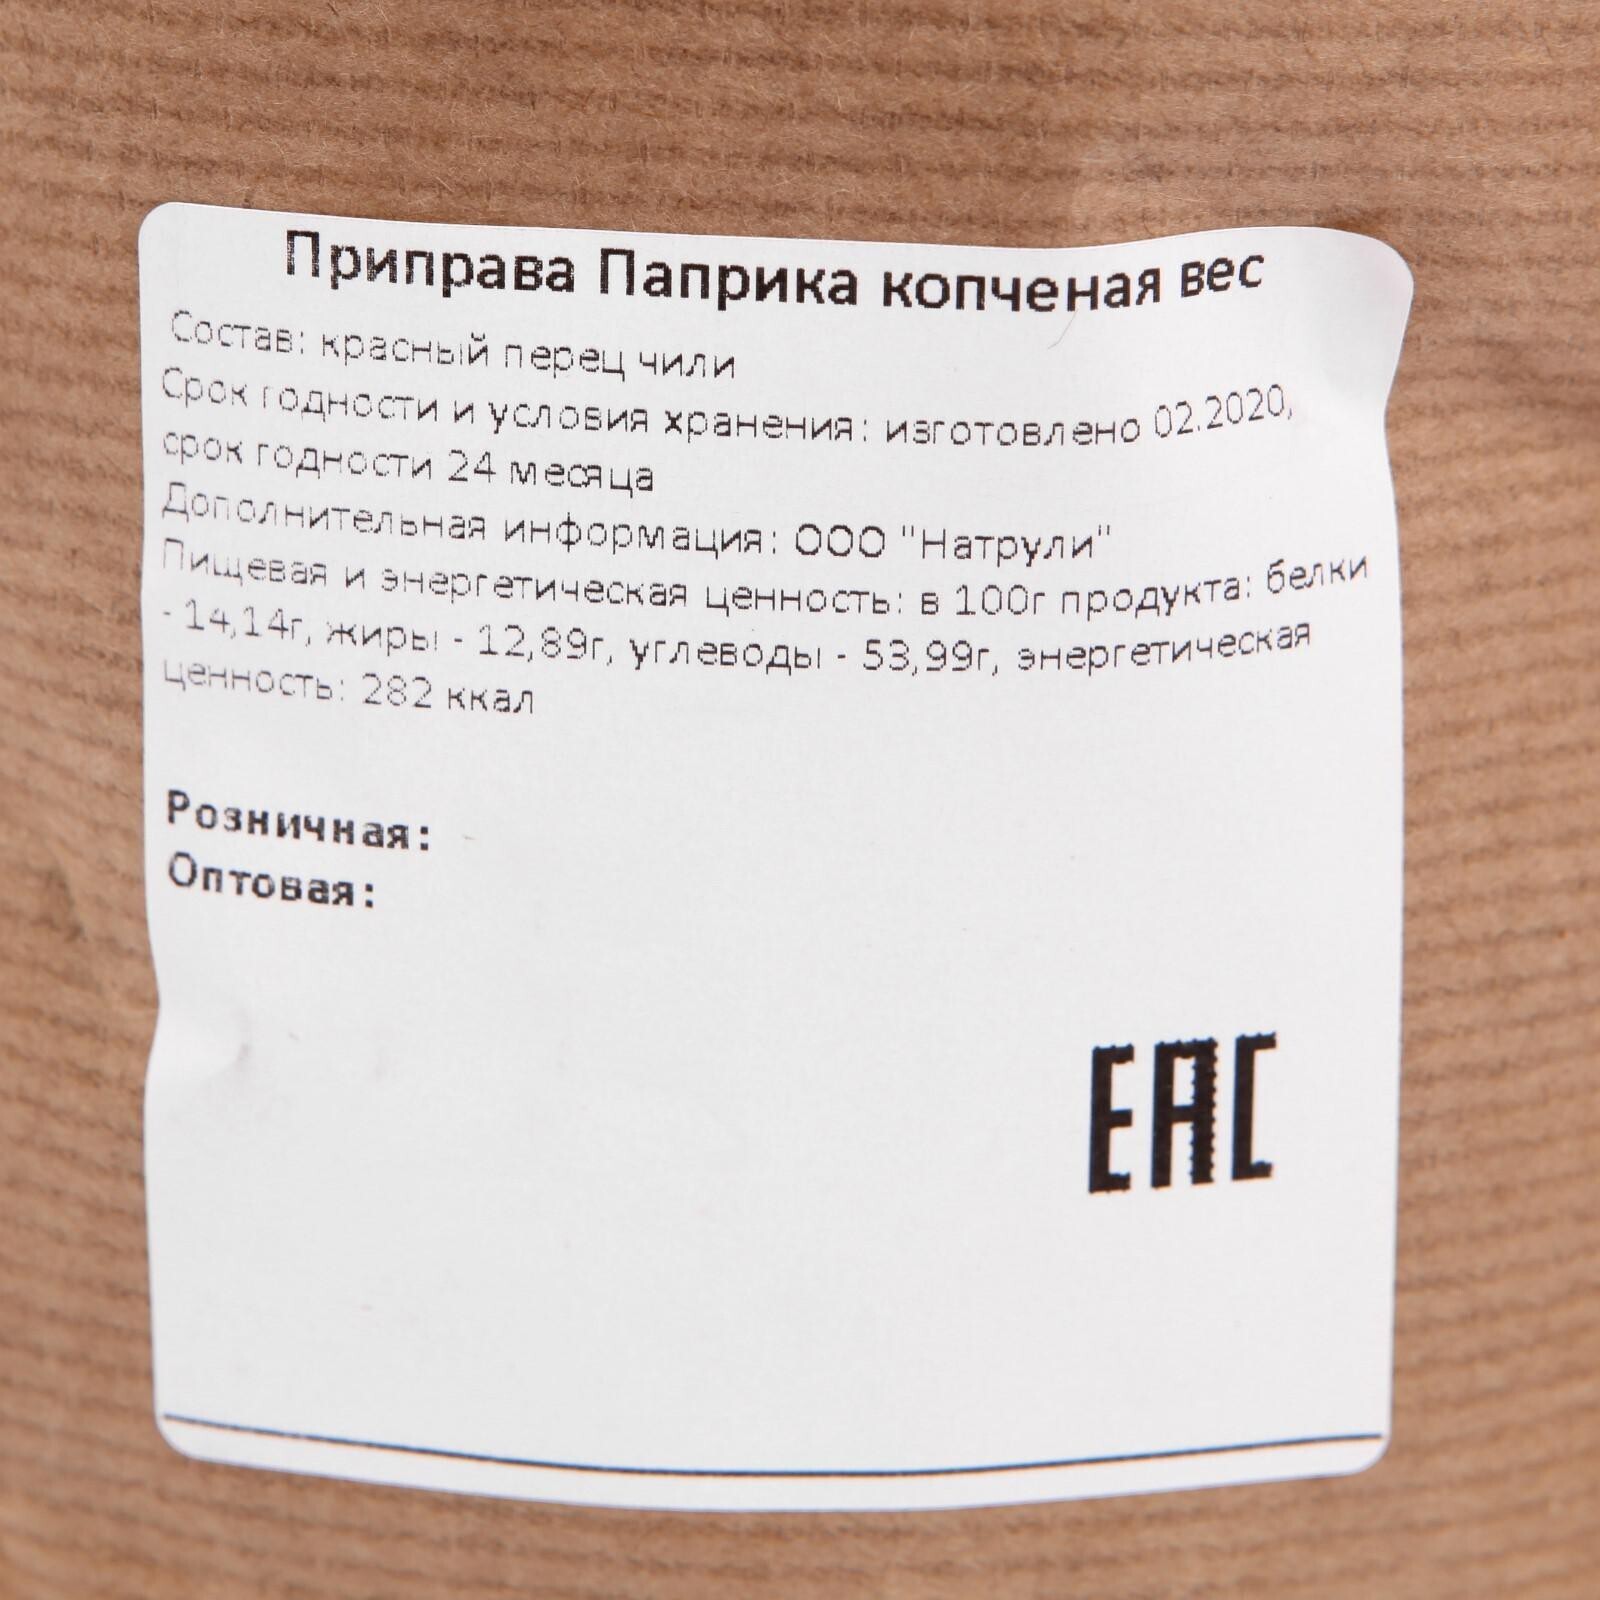 Приправа Паприка копченая вес
Состав: красный перец чили
Срок годности и условия хранения: изготовлено 02.2020,
срок годности 24 месяца
Дополнительная информация: ООО "Натрули"
Пищевая и энергетическая ценность: в 100г продукта: белки
- 14,14г, жиры - 12,89г, углеводы - 53,99г, энергетическая
ценность: 282 ккал
Розничная:
Оптовая:
ЕАС